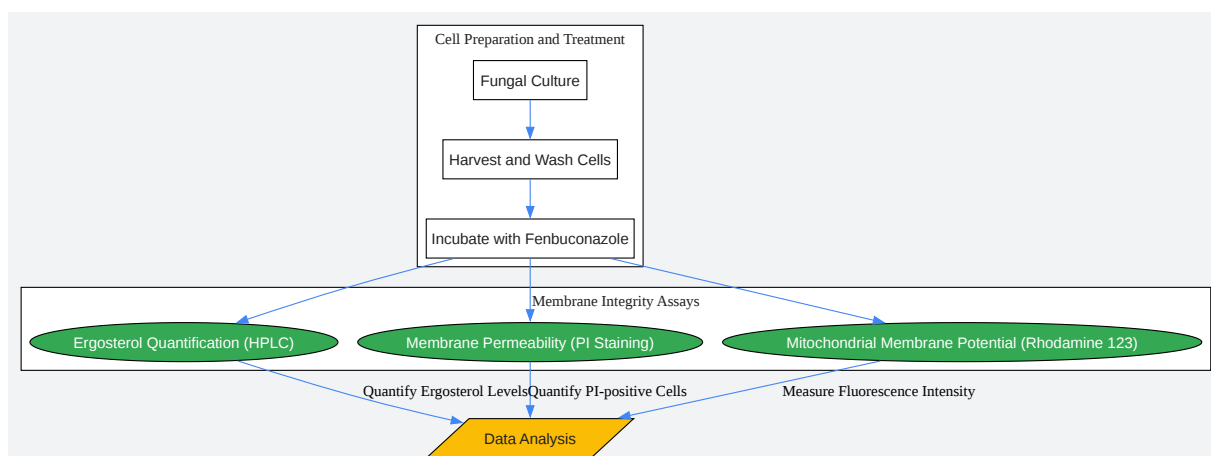 Cell Preparation and Treatment
Fungal Culture
Harvest and Wash Cells
Incubate with Fenbuconazole
Membrane Integrity Assays
Ergosterol Quantification (HPLC)
Membrane Permeability (PI Staining)
Mitochondrial Membrane Potential (Rhodamine 123)
Quantify Ergosterol Levels
Quantify PI-positive Cells
Measure Fluorescence Intensity
Data Analysis